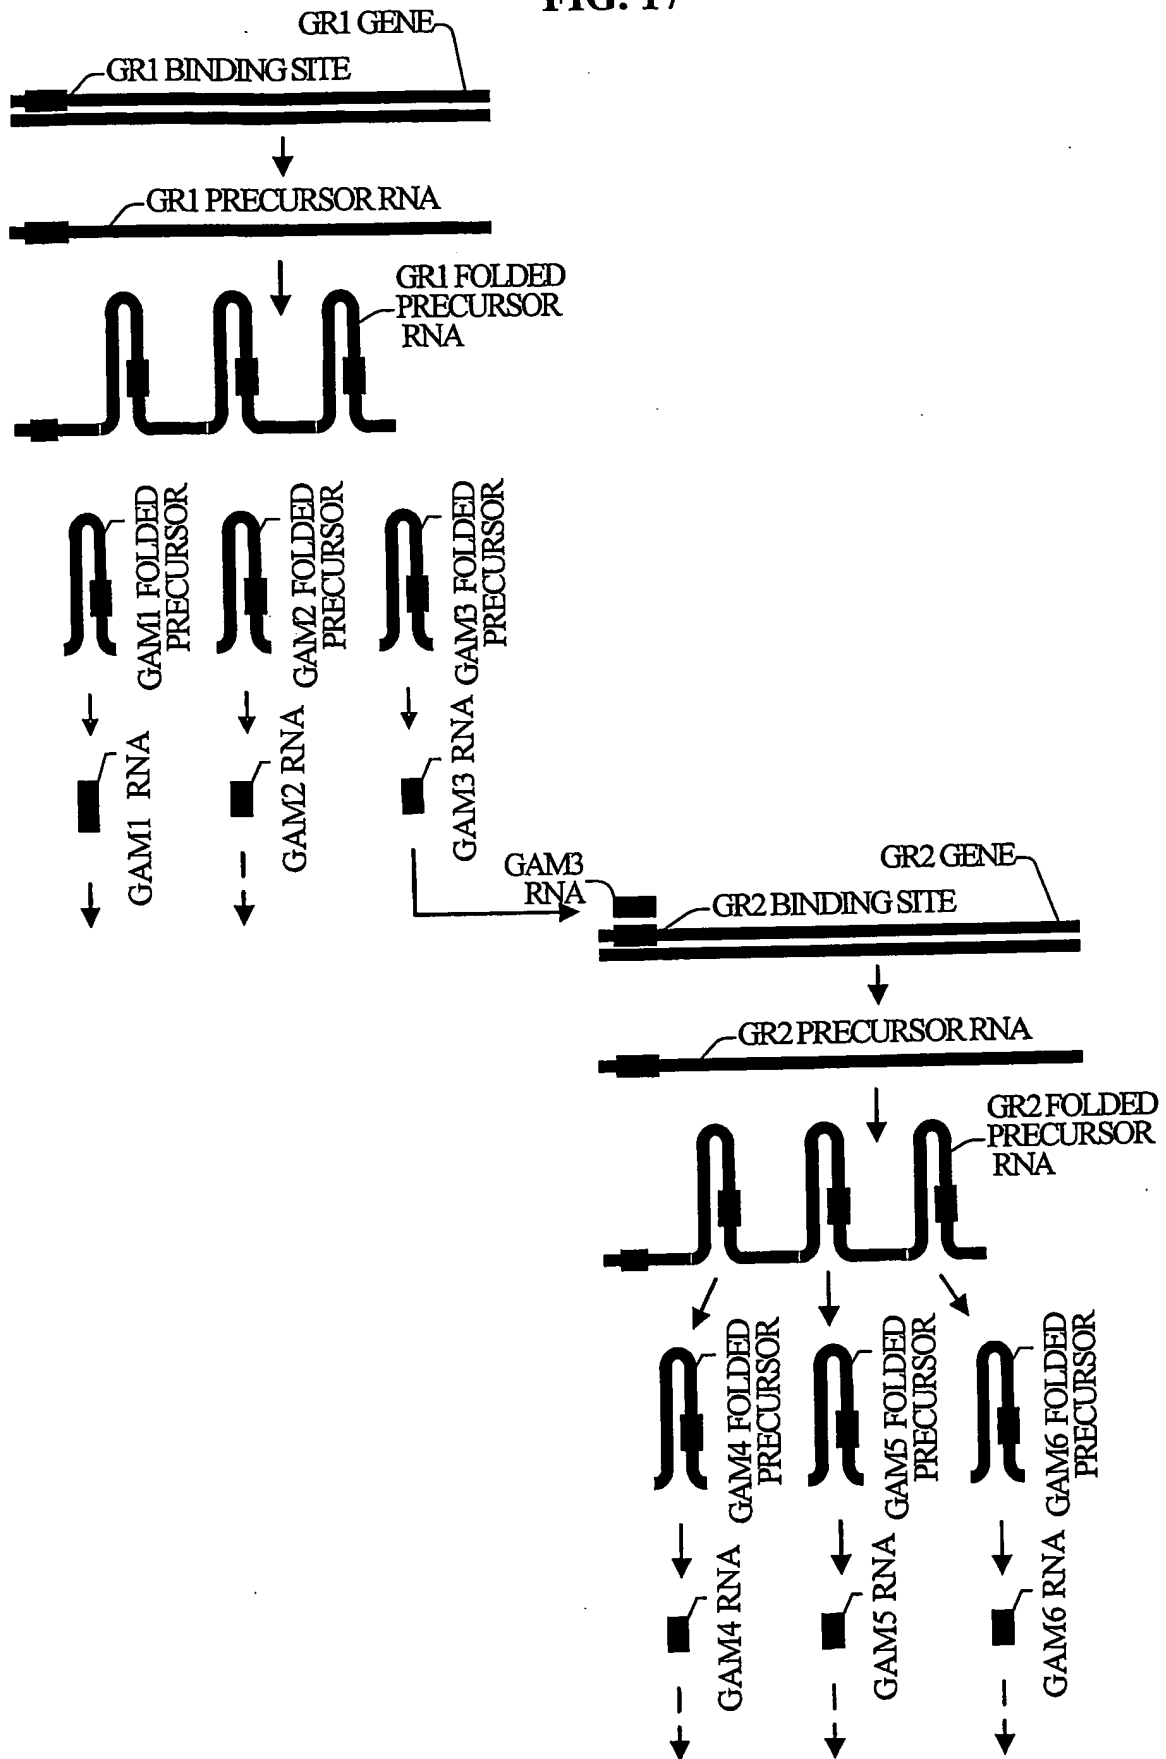 FIG. 17
GR1 GENE
GR1 BINDING SITE
GR1 PRECURSOR RNA
GR1 FOLDED
PRECURSOR
RNA
GAM1 FOLDED
PRECURSOR
GAM2 FOLDED
PRECURSOR
GAM3 FOLDED
PRECURSOR
GAM1 RNA
GAM2 RNA
GAM3 RNA
GAM3
RNA
GR2 GENE
GR2 BINDING SITE
GR2 PRECURSOR RNA
GR2 FOLDED
PRECURSOR
RNA
GAM4 FOLDED
PRECURSOR
GAM5 FOLDED
PRECURSOR
GAM6 FOLDED
PRECURSOR
GAM4 RNA
GAM5 RNA
GAM6 RNA